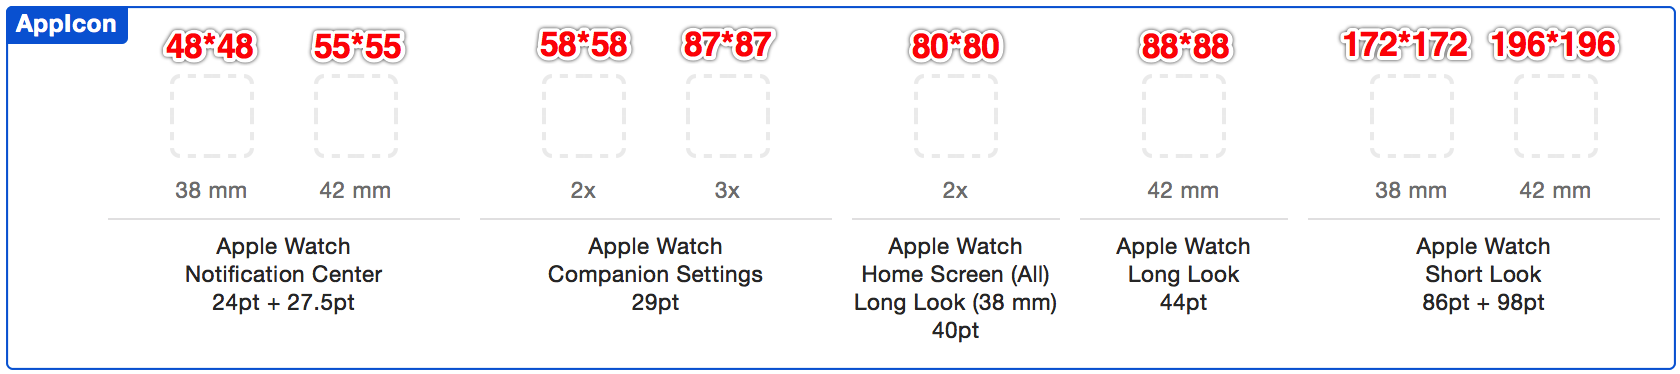 AppIcon
48*48 55*55 58*58 87*87 80*80 88*88 172*172 196*196
38 mm 42 mm 2x 3x 2x 42 mm 38 mm 42 mm
Apple Watch
Notification Center
24pt + 27.5pt
Apple Watch
Companion Settings
29pt
Apple Watch
Home Screen (All)
Long Look (38 mm)
40pt
Apple Watch
Long Look
44pt
Apple Watch
Short Look
86pt + 98pt